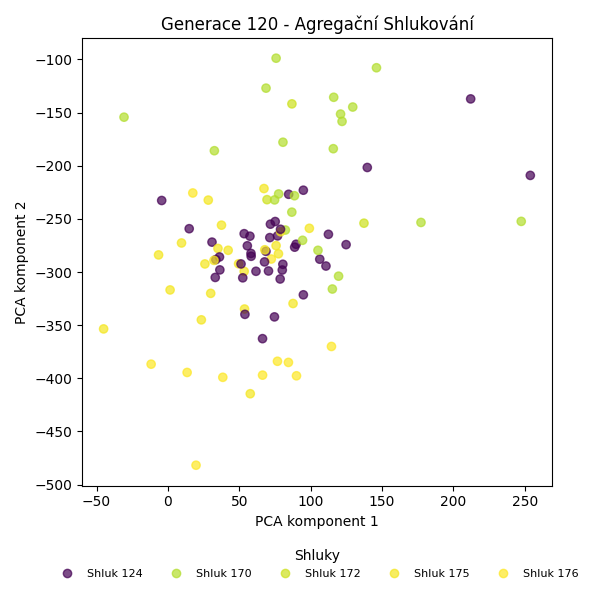 Generace 120 - Agregační Shlukování
PCA komponent 2
−100
−150
−200
−250
−300
−350
−400
−450
−500
−50 0 50 100 150 200 250
PCA komponent 1
Shluky
Shluk 124 Shluk 170 Shluk 172 Shluk 175 Shluk 176